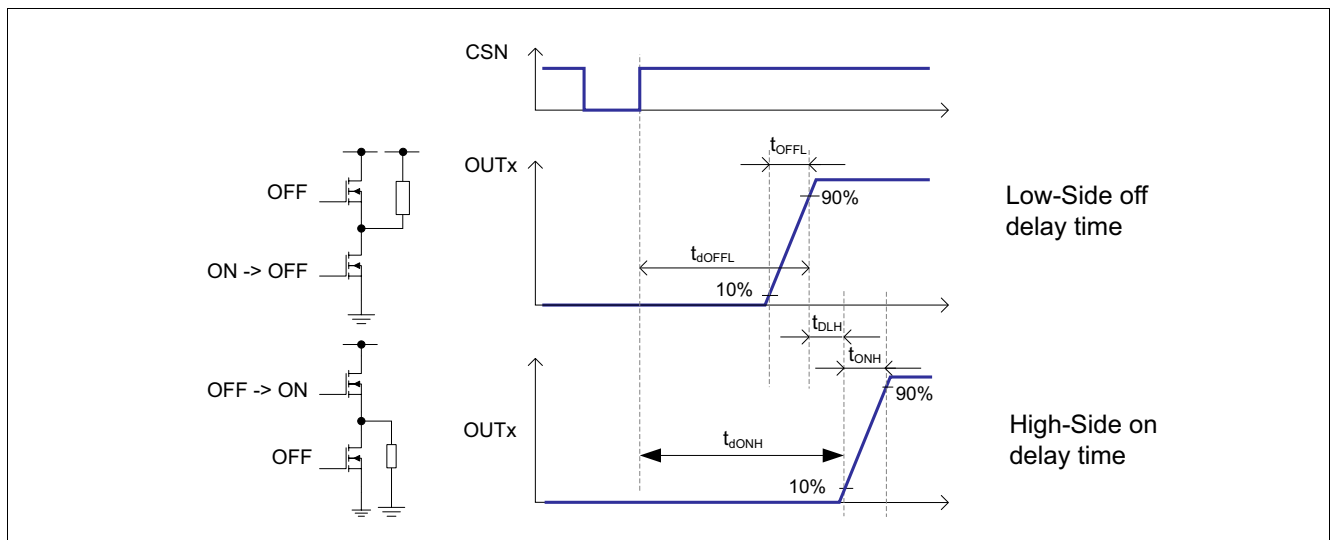 CSN
OUTx
tOFFL
90%
tdOFFL
10%
Low-Side off
delay time
OFF
ON -> OFF
tDLH
tONH
OUTx
90%
tdONH
10%
High-Side on
delay time
OFF -> ON
OFF